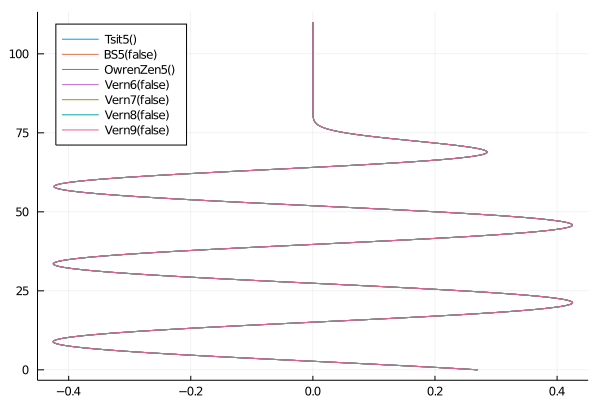 100
75
50
25
0
Tsit5()
BS5(false)
OwrenZen5()
Vern6(false)
Vern7(false)
Vern8(false)
Vern9(false)
−0.4 −0.2 0.0 0.2 0.4